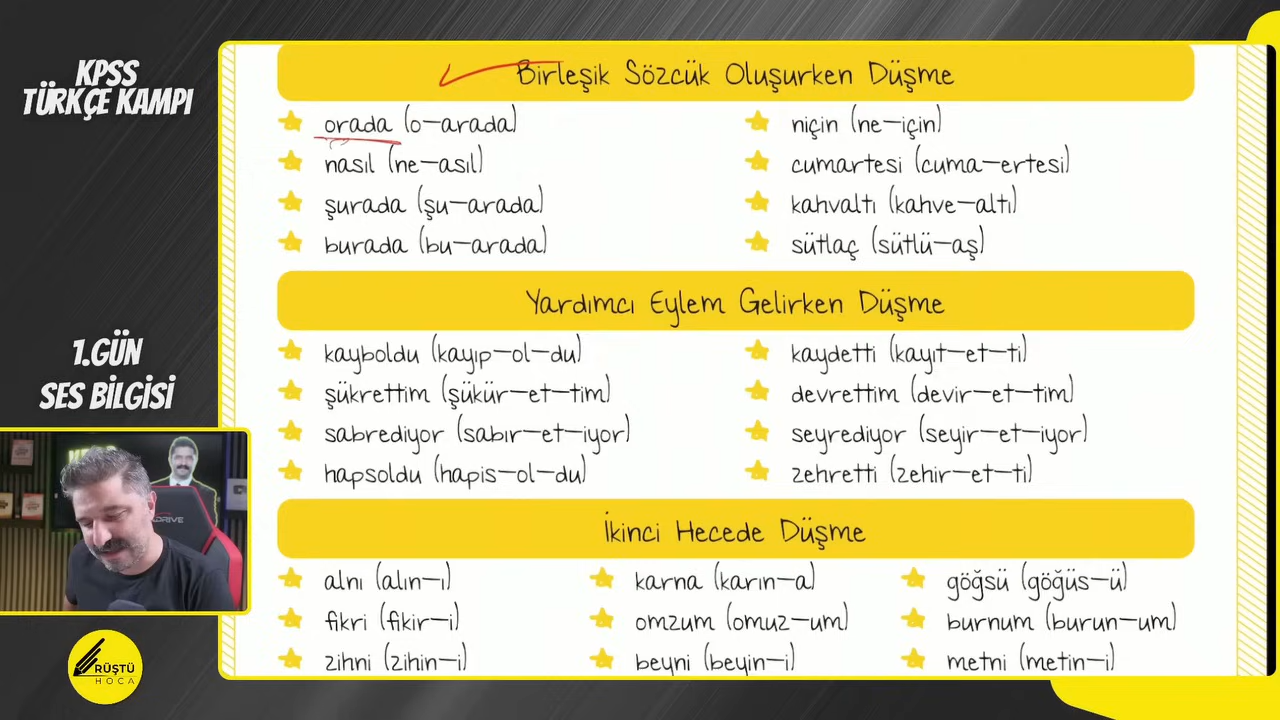 KPSS
TÜRKÇE KAMPI
1.GÜN
SES BİLGİSİ
RÜŞTÜ
HOCA
Birleşik Sözcük Oluşurken Düşme
orada (o-arada)
nasıl (ne-asıl)
şurada (şu-arada)
burada (bu-arada)
niçin (ne-için)
cumartesi (cuma-ertesi)
kahvaltı (kahve-altı)
sütlaç (sütlü-aş)
Yardımcı Eylem Gelirken Düşme
kayboldu (kayıp-ol-du)
şükrettim (şükür-et-tim)
sabrediyor (sabır-et-iyor)
hapsoldu (hapis-ol-du)
kaydetti (kayıt-et-ti)
devrettim (devir-et-tim)
seyrediyor (seyir-et-iyor)
zehretti (zehir-et-ti)
İkinci Hecede Düşme
alnı (alın-ı)
fikri (fikir-i)
zihni (zihin-i)
karna (karın-a)
omzum (omuz-um)
beyni (beyin-i)
göğsü (göğüs-ü)
burnum (burun-um)
metni (metin-i)